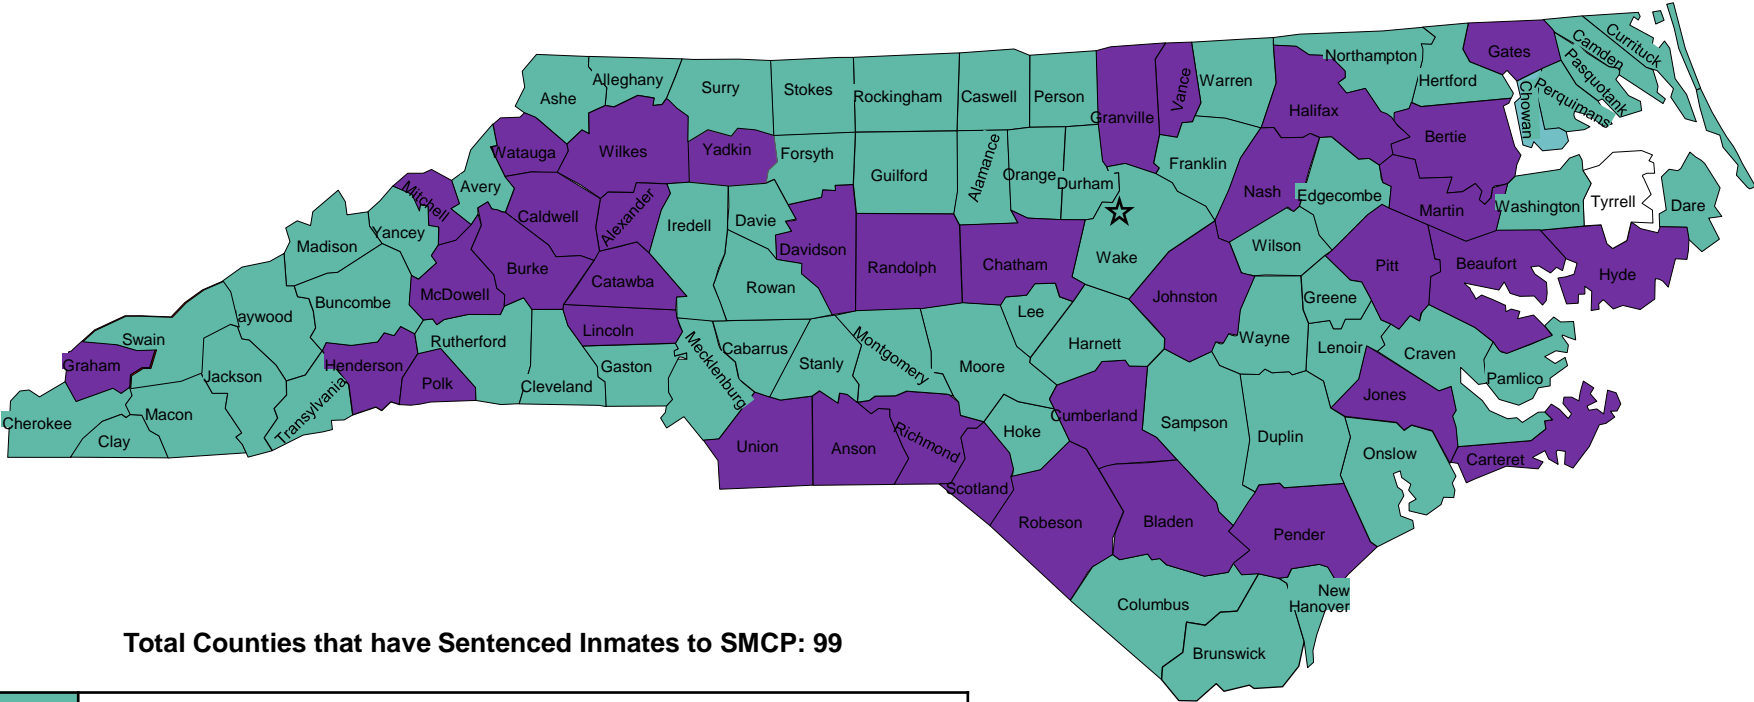 Alleghany
Ashe
Surry
Stokes
Rockingham
Caswell
Person
Granville
Vance
Warren
Northampton
Halifax
Hertford
Gates
Camden
Currituck
Pasquotank
Perquimans
Chowan
Bertie
Watauga
Wilkes
Yadkin
Forsyth
Guilford
Alamance
Orange
Durham
Franklin
Nash
Edgecombe
Martin
Washington
Tyrrell
Dare
Mitchell
Avery
Caldwell
Alexander
Iredell
Davie
Davidson
Randolph
Chatham
Wake
Wilson
Pitt
Beaufort
Hyde
Madison
Yancey
McDowell
Burke
Catawba
Rowan
Johnston
Greene
Buncombe
aywood
Swain
Graham
Jackson
Henderson
Rutherford
Polk
Lincoln
Cleveland
Gaston
Mecklenburg
Cabarrus
Stanly
Montgomery
Moore
Lee
Harnett
Wayne
Lenoir
Craven
Pamlico
Cherokee
Macon
Clay
Transylvania
Union
Anson
Richmond
Hoke
Cumberland
Sampson
Duplin
Jones
Onslow
Carteret
Scotland
Robeson
Bladen
Pender
Columbus
New
Hanover
Brunswick
Total Counties that have Sentenced Inmates to SMCP: 99